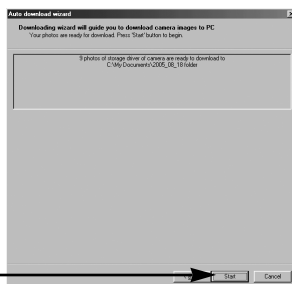 Auto download wizard
Downloading wizard will guide you to download camera images to PC
Your photos are ready for download. Press 'Start' button to begin.
9 photos of storage driver of camera are ready to download to
C:\My Documents\2005_08_18 folder
Start
Cancel